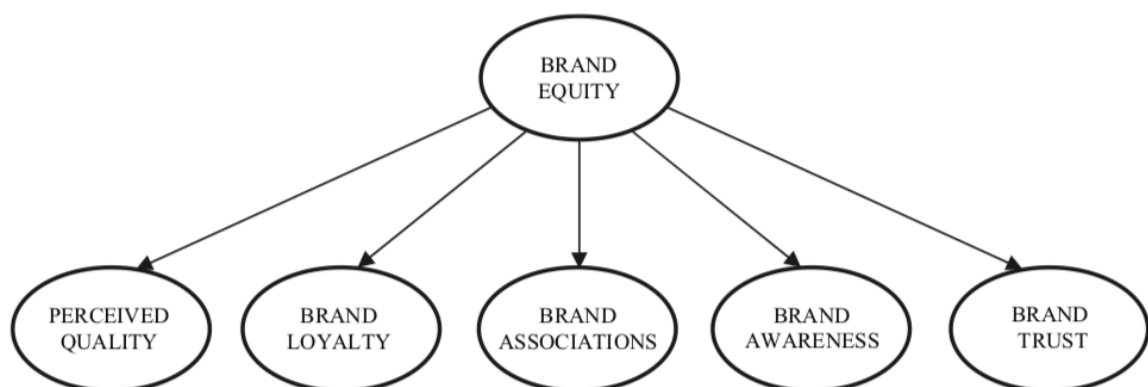 BRAND
EQUITY
PERCEIVED
QUALITY
BRAND
LOYALTY
BRAND
ASSOCIATIONS
BRAND
AWARENESS
BRAND
TRUST